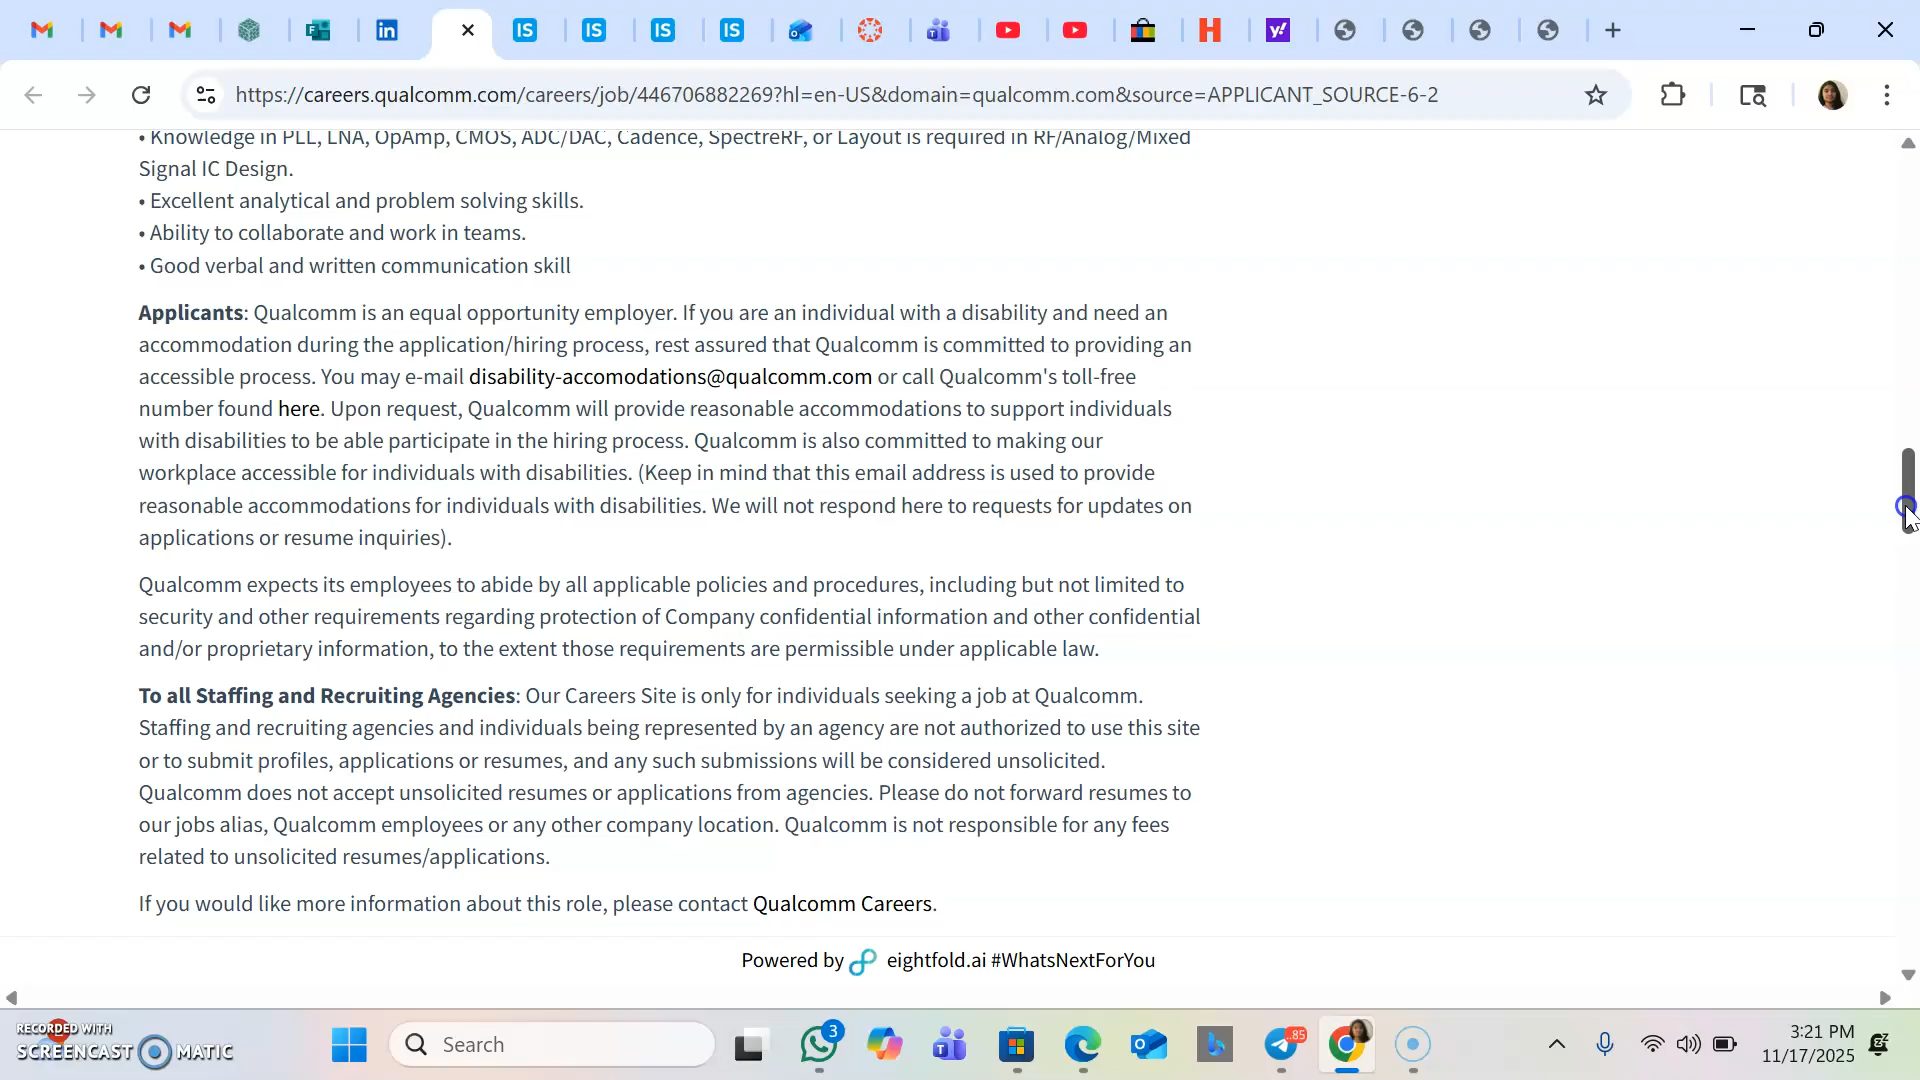 https://careers.qualcomm.com/careers/job/446706882269?hl=en-US&domain=qualcomm.com&source=APPLICANT_SOURCE-6-2
• Knowledge in PLL, LNA, OpAmp, CMOS, ADC/DAC, Cadence, SpectreRF, or Layout is required in RF/Analog/Mixed
Signal IC Design.
• Excellent analytical and problem solving skills.
• Ability to collaborate and work in teams.
• Good verbal and written communication skill
Applicants: Qualcomm is an equal opportunity employer. If you are an individual with a disability and need an
accommodation during the application/hiring process, rest assured that Qualcomm is committed to providing an
accessible process. You may e-mail disability-accomodations@qualcomm.com or call Qualcomm's toll-free
number found here. Upon request, Qualcomm will provide reasonable accommodations to support individuals
with disabilities to be able participate in the hiring process. Qualcomm is also committed to making our
workplace accessible for individuals with disabilities. (Keep in mind that this email address is used to provide
reasonable accommodations for individuals with disabilities. We will not respond here to requests for updates on
applications or resume inquiries).
Qualcomm expects its employees to abide by all applicable policies and procedures, including but not limited to
security and other requirements regarding protection of Company confidential information and other confidential
and/or proprietary information, to the extent those requirements are permissible under applicable law.
To all Staffing and Recruiting Agencies: Our Careers Site is only for individuals seeking a job at Qualcomm.
Staffing and recruiting agencies and individuals being represented by an agency are not authorized to use this site
or to submit profiles, applications or resumes, and any such submissions will be considered unsolicited.
Qualcomm does not accept unsolicited resumes or applications from agencies. Please do not forward resumes to
our jobs alias, Qualcomm employees or any other company location. Qualcomm is not responsible for any fees
related to unsolicited resumes/applications.
If you would like more information about this role, please contact Qualcomm Careers.
Powered by eightfold.ai #WhatsNextForYou
RECORDED WITH
SCREENCAST MATIC
Search
3
85
3:21 PM
11/17/2025